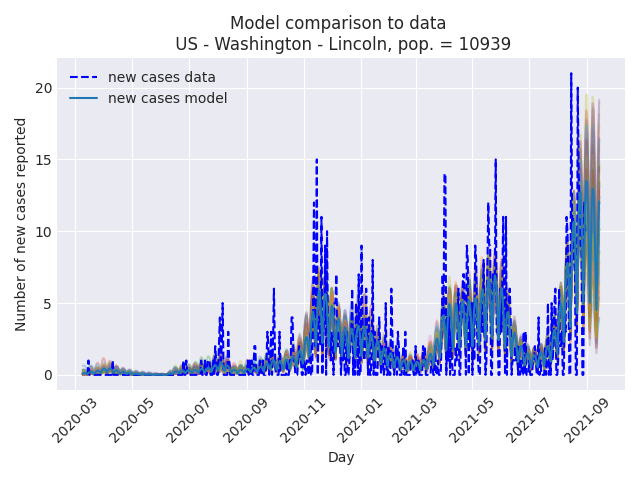 Model comparison to data
US - Washington - Lincoln, pop. = 10939
new cases data
new cases model
Number of new cases reported
20
15
10
5
0
2020-03
2020-05
2020-07
2020-09
2020-11
2021-01
2021-03
2021-05
2021-07
2021-09
Day